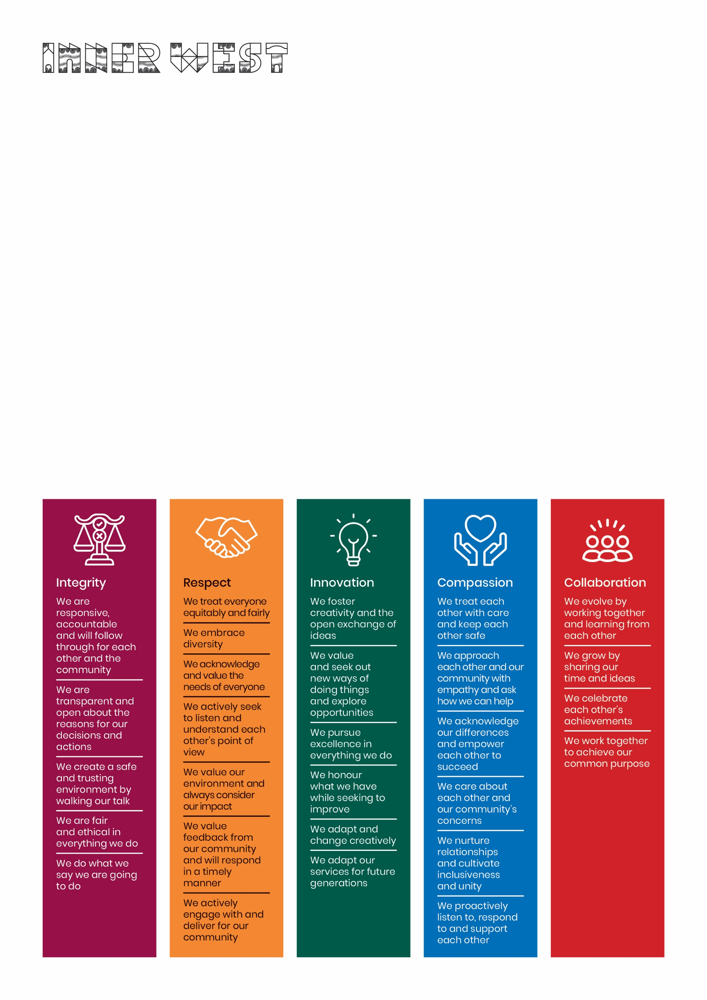 INNER WEST
Integrity
We are
responsive,
accountable
and will follow
through for each
other and the
community
We are
transparent and
open about the
reasons for our
decisions and
actions
We create a safe
and trusting
environment by
walking our talk
We are fair
and ethical in
everything we do
We do what we
say we are going
to do
Respect
We treat everyone
equitably and fairly
We embrace
diversity
We acknowledge
and value the
needs of everyone
We actively seek
to listen and
understand each
other’s point of
view
We value our
environment and
always consider
our impact
We value
feedback from
our community
and will respond
in a timely
manner
We actively
engage with and
deliver for our
community
Innovation
We foster
creativity and the
open exchange of
ideas
We value
and seek out
new ways of
doing things
and explore
opportunities
We pursue
excellence in
everything we do
We honour
what we have
while seeking to
improve
We adapt and
change creatively
We adapt our
services for future
generations
Compassion
We treat each
other with care
and keep each
other safe
We approach
each other and our
community with
empathy and ask
how we can help
We acknowledge
our differences
and empower
each other to
succeed
We care about
each other and
our community’s
concerns
We nurture
relationships
and cultivate
inclusiveness
and unity
We proactively
listen to, respond
to and support
each other
Collaboration
We evolve by
working together
and learning from
each other
We grow by
sharing our
time and ideas
We celebrate
each other’s
achievements
We work together
to achieve our
common purpose